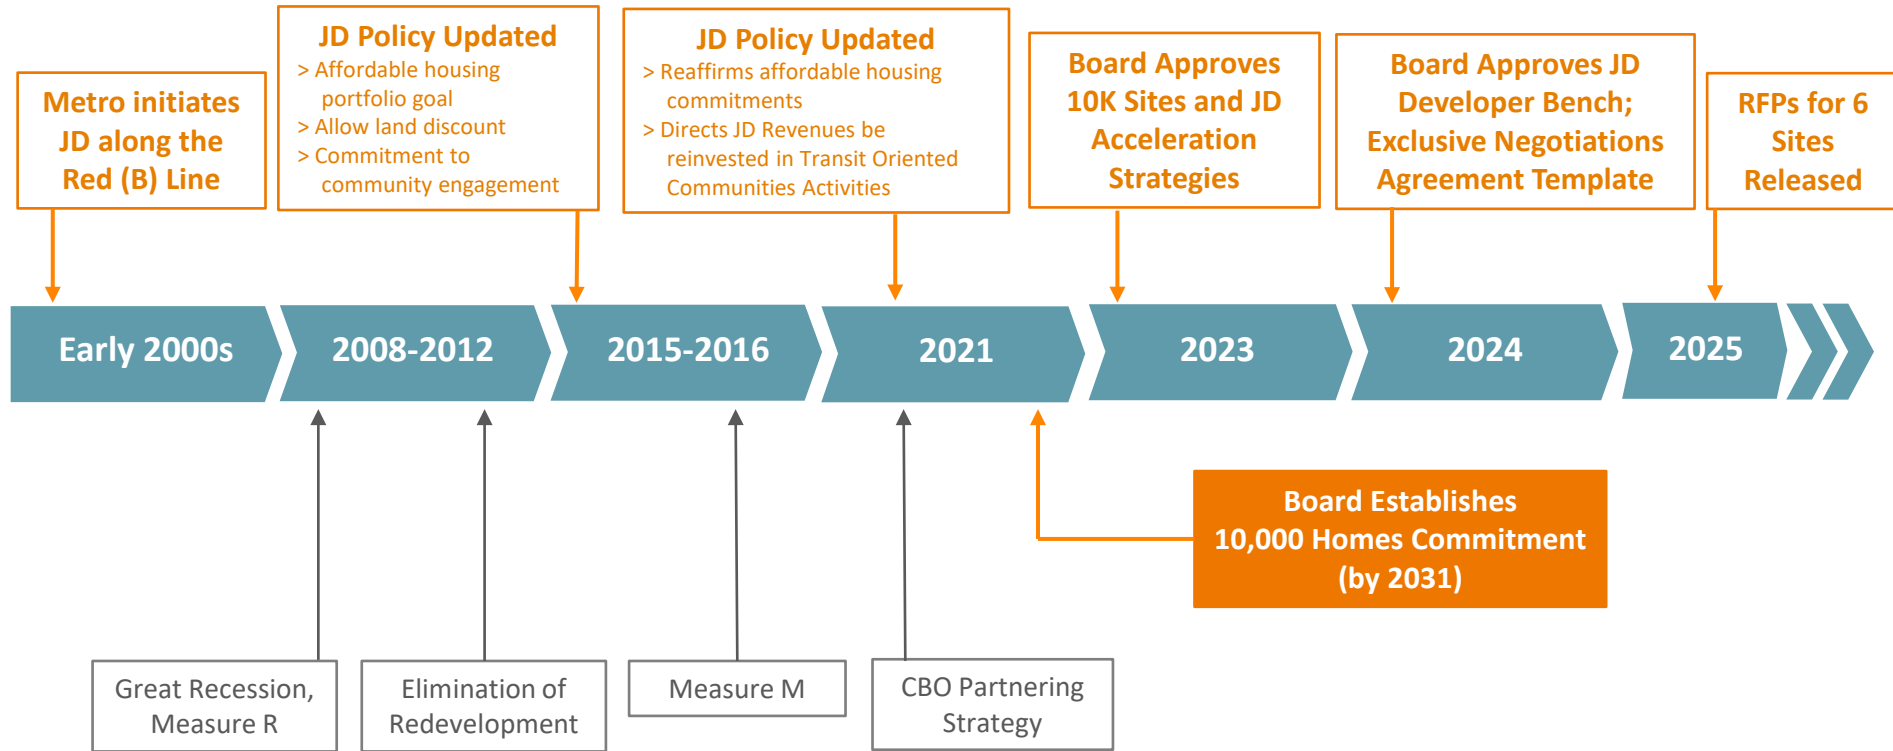 Metro initiates
JD along the
Red (B) Line
JD Policy Updated
> Affordable housing
portfolio goal
> Allow land discount
> Commitment to
community engagement
JD Policy Updated
> Reaffirms affordable housing
commitments
> Directs JD Revenues be
reinvested in Transit Oriented
Communities Activities
Board Approves
10K Sites and JD
Acceleration
Strategies
Board Approves JD
Developer Bench;
Exclusive Negotiations
Agreement Template
RFPs for 6
Sites
Released
Early 2000s
2008-2012
2015-2016
2021
2023
2024
2025
Board Establishes
10,000 Homes Commitment
(by 2031)
Great Recession,
Measure R
Elimination of
Redevelopment
Measure M
CBO Partnering
Strategy